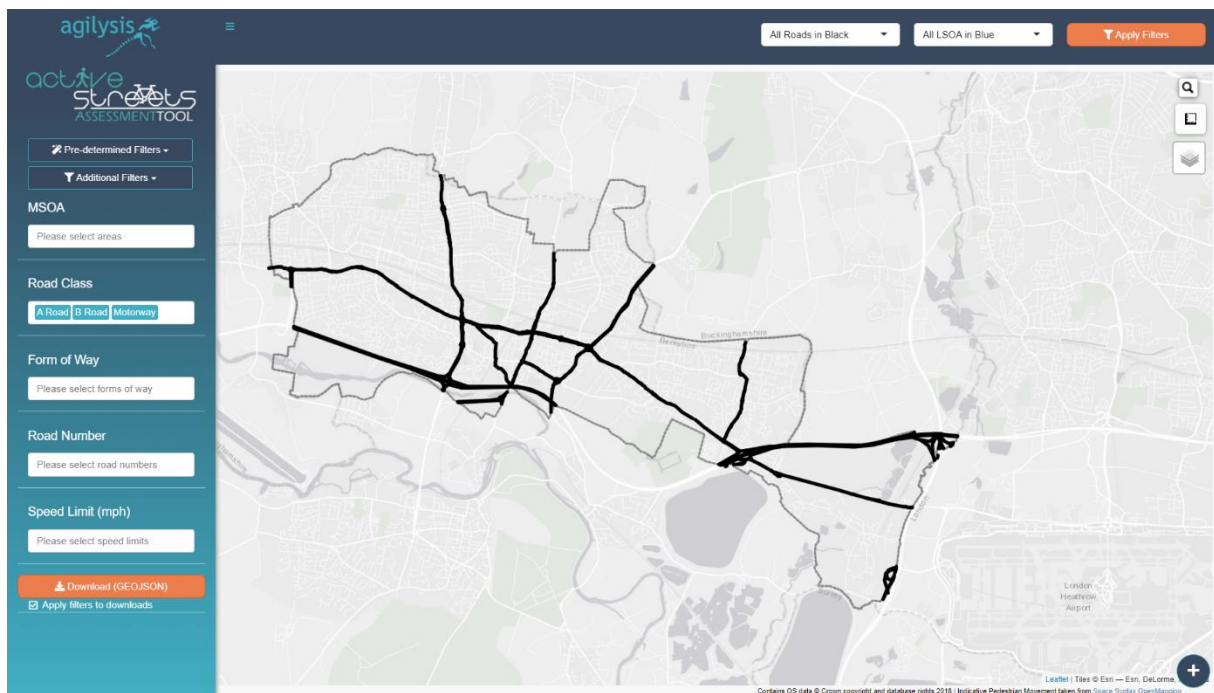 agilysis
active
streets
ASSESSMENTTOOL
All Roads in Black
All LSOA in Blue
Apply Filters
Pre-determined Filters
Additional Filters
MSOA
Please select areas
Road Class
A Road B Road Motorway
Form of Way
Please select forms of way
Road Number
Please select road numbers
Speed Limit (mph)
Please select speed limits
Download (GEOJSON)
Apply filters to downloads
Buckinghamshire
Berkshire
London
London
Heathrow
Airport
Leaflet | Tiles © Esri — Esri, DeLorme,
Contains OS data © Crown copyright and database rights 2018 | Indicative Pedestrian Movement taken from Space Syntax OpenMapping